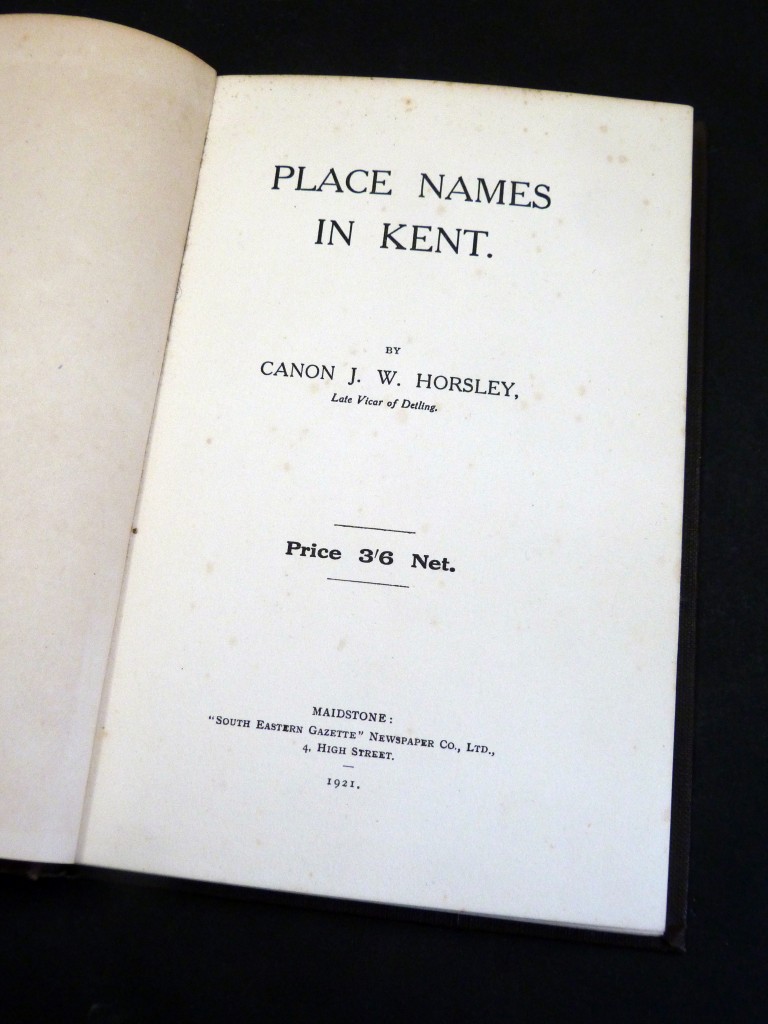 PLACE NAMES
IN KENT.
BY
CANON J. W. HORSLEY,
Late Vicar of Detling.
Price 3/6 Net.
MAIDSTONE:
"SOUTH EASTERN GAZETTE" NEWSPAPER CO., LTD.,
4, HIGH STREET.
1921.